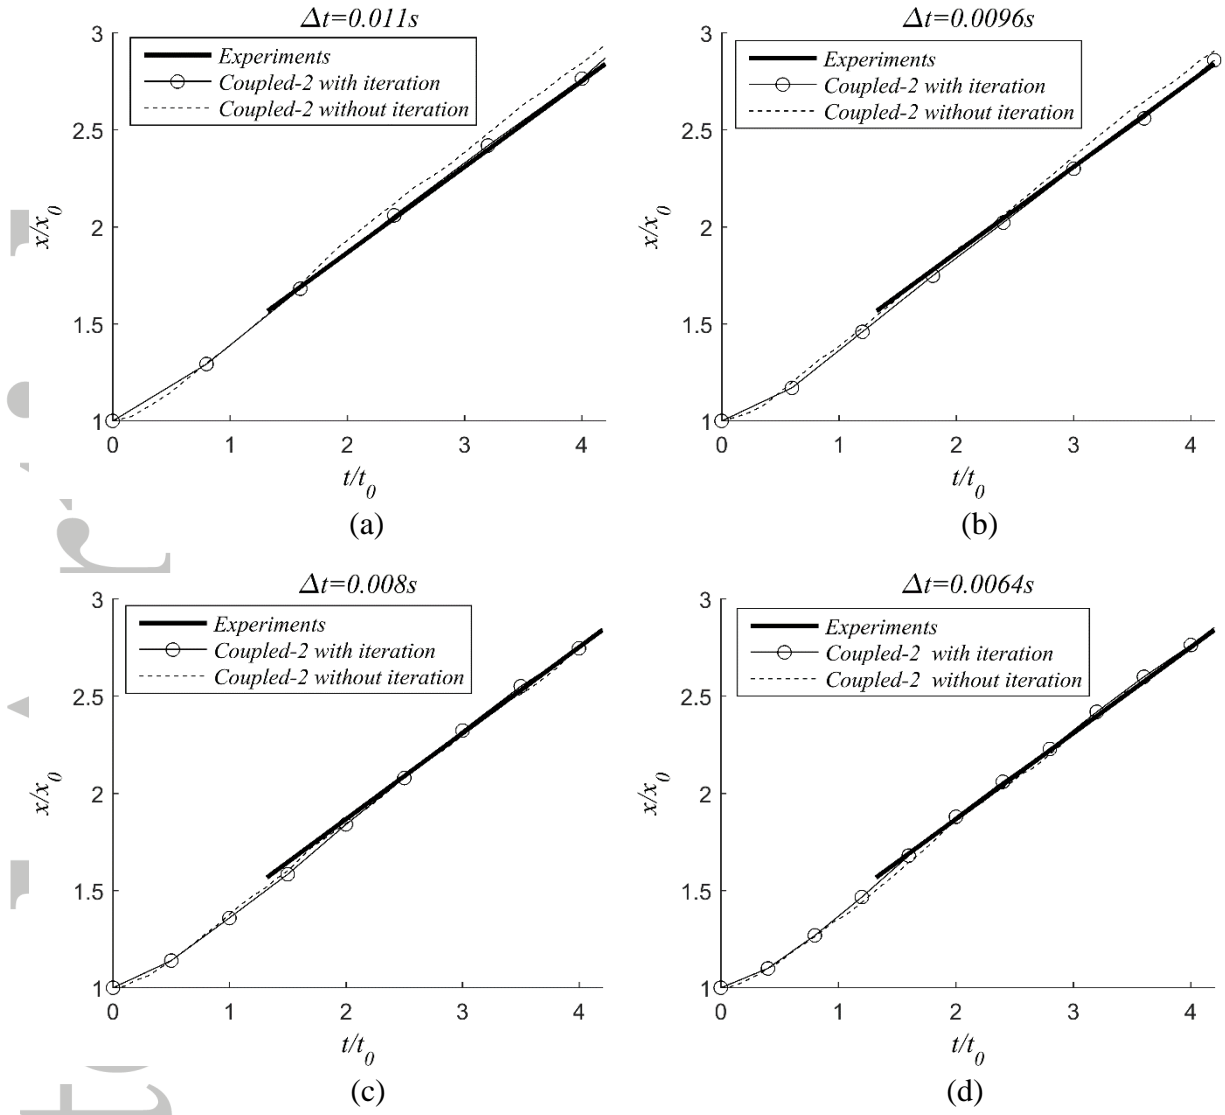 Δt=0.011s
3
2.5
2
1.5
1
x/x0
Experiments
Coupled-2 with iteration
Coupled-2 without iteration
0 1 2 3 4
t/t0
(a)
Δt=0.0096s
3
2.5
2
1.5
1
x/x0
Experiments
Coupled-2 with iteration
Coupled-2 without iteration
0 1 2 3 4
t/t0
(b)
Δt=0.008s
3
2.5
2
1.5
1
x/x0
Experiments
Coupled-2 with iteration
Coupled-2 without iteration
0 1 2 3 4
t/t0
(c)
Δt=0.0064s
3
2.5
2
1.5
1
x/x0
Experiments
Coupled-2 with iteration
Coupled-2 without iteration
0 1 2 3 4
t/t0
(d)